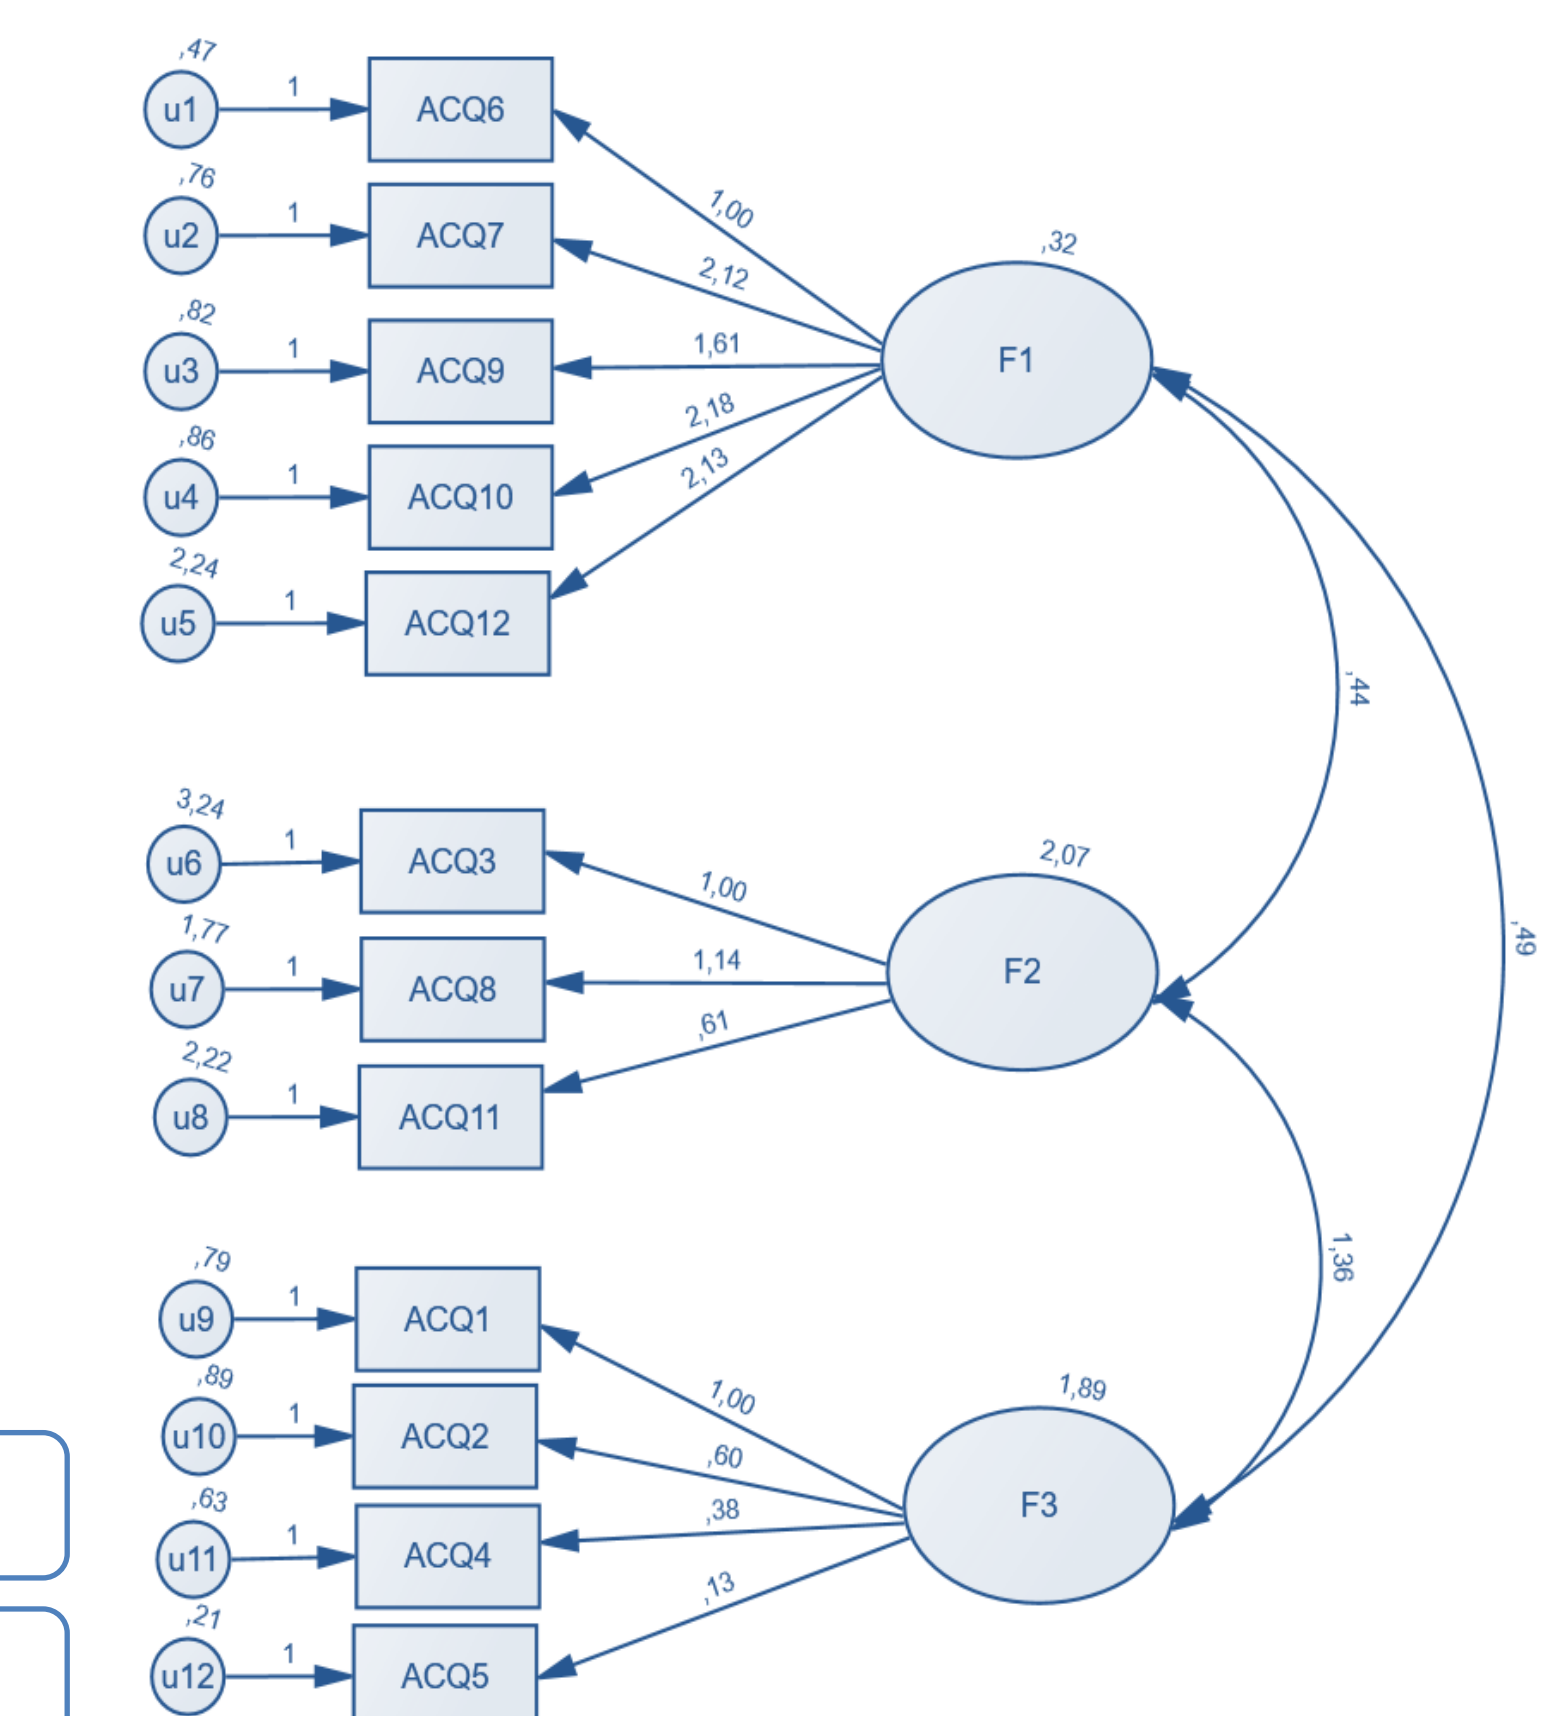 ,47
u1 1 ACQ6
,76
u2 1 ACQ7
,82
u3 1 ACQ9
,86
u4 1 ACQ10
2,24
u5 1 ACQ12
1,00
2,12
1,61
2,18
2,13
,32
F1
,44
,49
3,24
u6 1 ACQ3
1,77
u7 1 ACQ8
2,22
u8 1 ACQ11
1,00
1,14
,61
2,07
F2
1,36
,79
u9 1 ACQ1
,89
u10 1 ACQ2
,63
u11 1 ACQ4
,21
u12 1 ACQ5
1,00
,60
,38
,13
1,89
F3